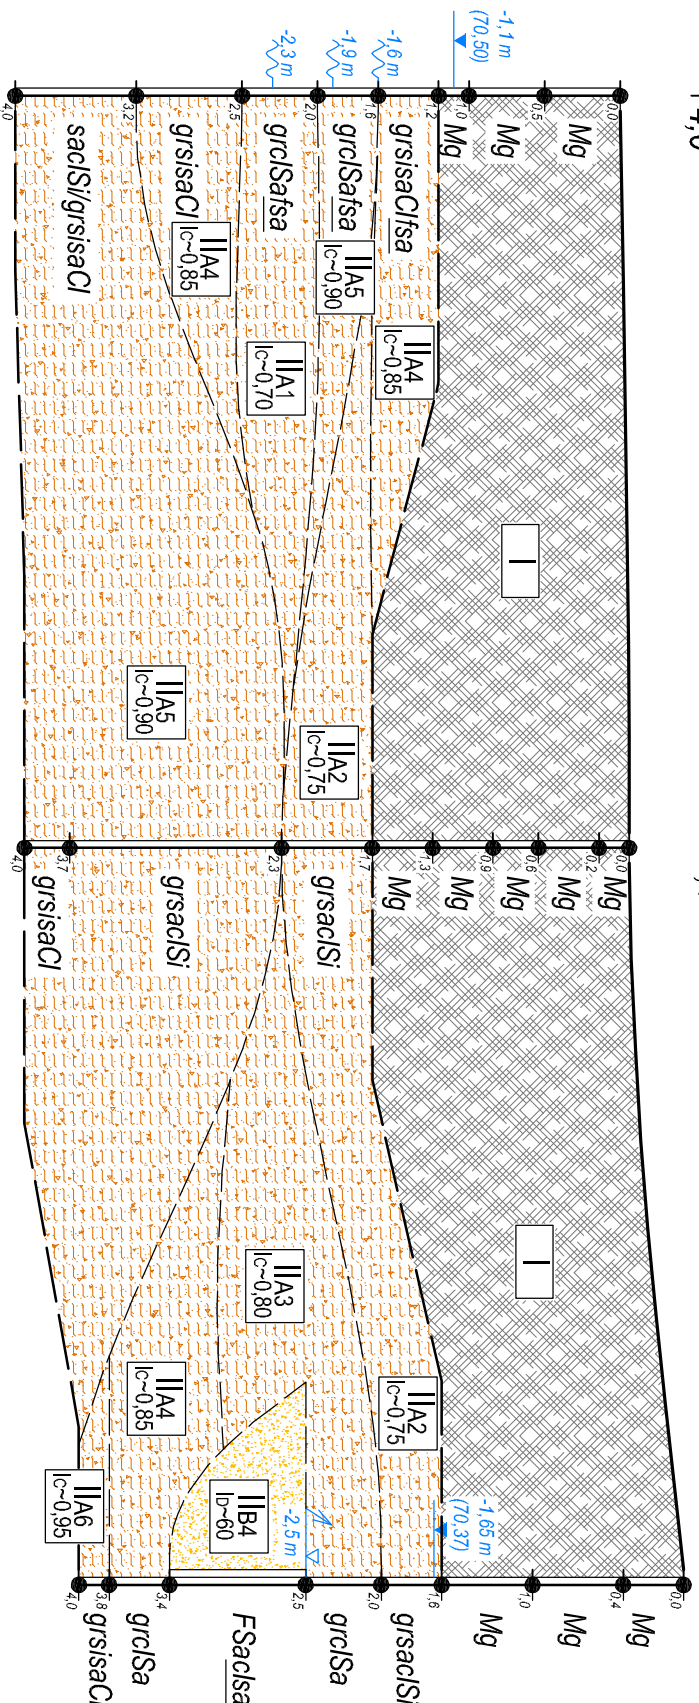 -1,1 m
(70,50)
-1,6 m
-1,9 m
-2,3 m
0,0
Mg
0,5
Mg
1,0
Mg
1,2
grsisaClfsa
1,6
grclSafsa
2,0
grclSafsa
2,5
grsisaCl
3,2
saclSi/grsisaCl
4,0
I
IIA4
Ic~0,85
IIA5
Ic~0,90
IIA1
Ic~0,70
IIA4
Ic~0,85
IIA2
Ic~0,75
IIA5
Ic~0,90
0,0
Mg
0,2
Mg
0,6
Mg
0,9
Mg
1,3
Mg
1,7
grsaclSi
2,3
grsaclSi
3,7
grsisaCl
4,0
I
IIA3
Ic~0,80
IIA2
Ic~0,75
IIA4
Ic~0,85
IIB4
ID~60
IIA6
Ic~0,95
-1,65 m
(70,37)
-2,5 m
0,0
Mg
0,4
Mg
1,0
Mg
1,6
grsaclSi
2,0
grclSa
2,5
FSaclsa
3,4
grclSa
3,8
grsisaCl
4,0